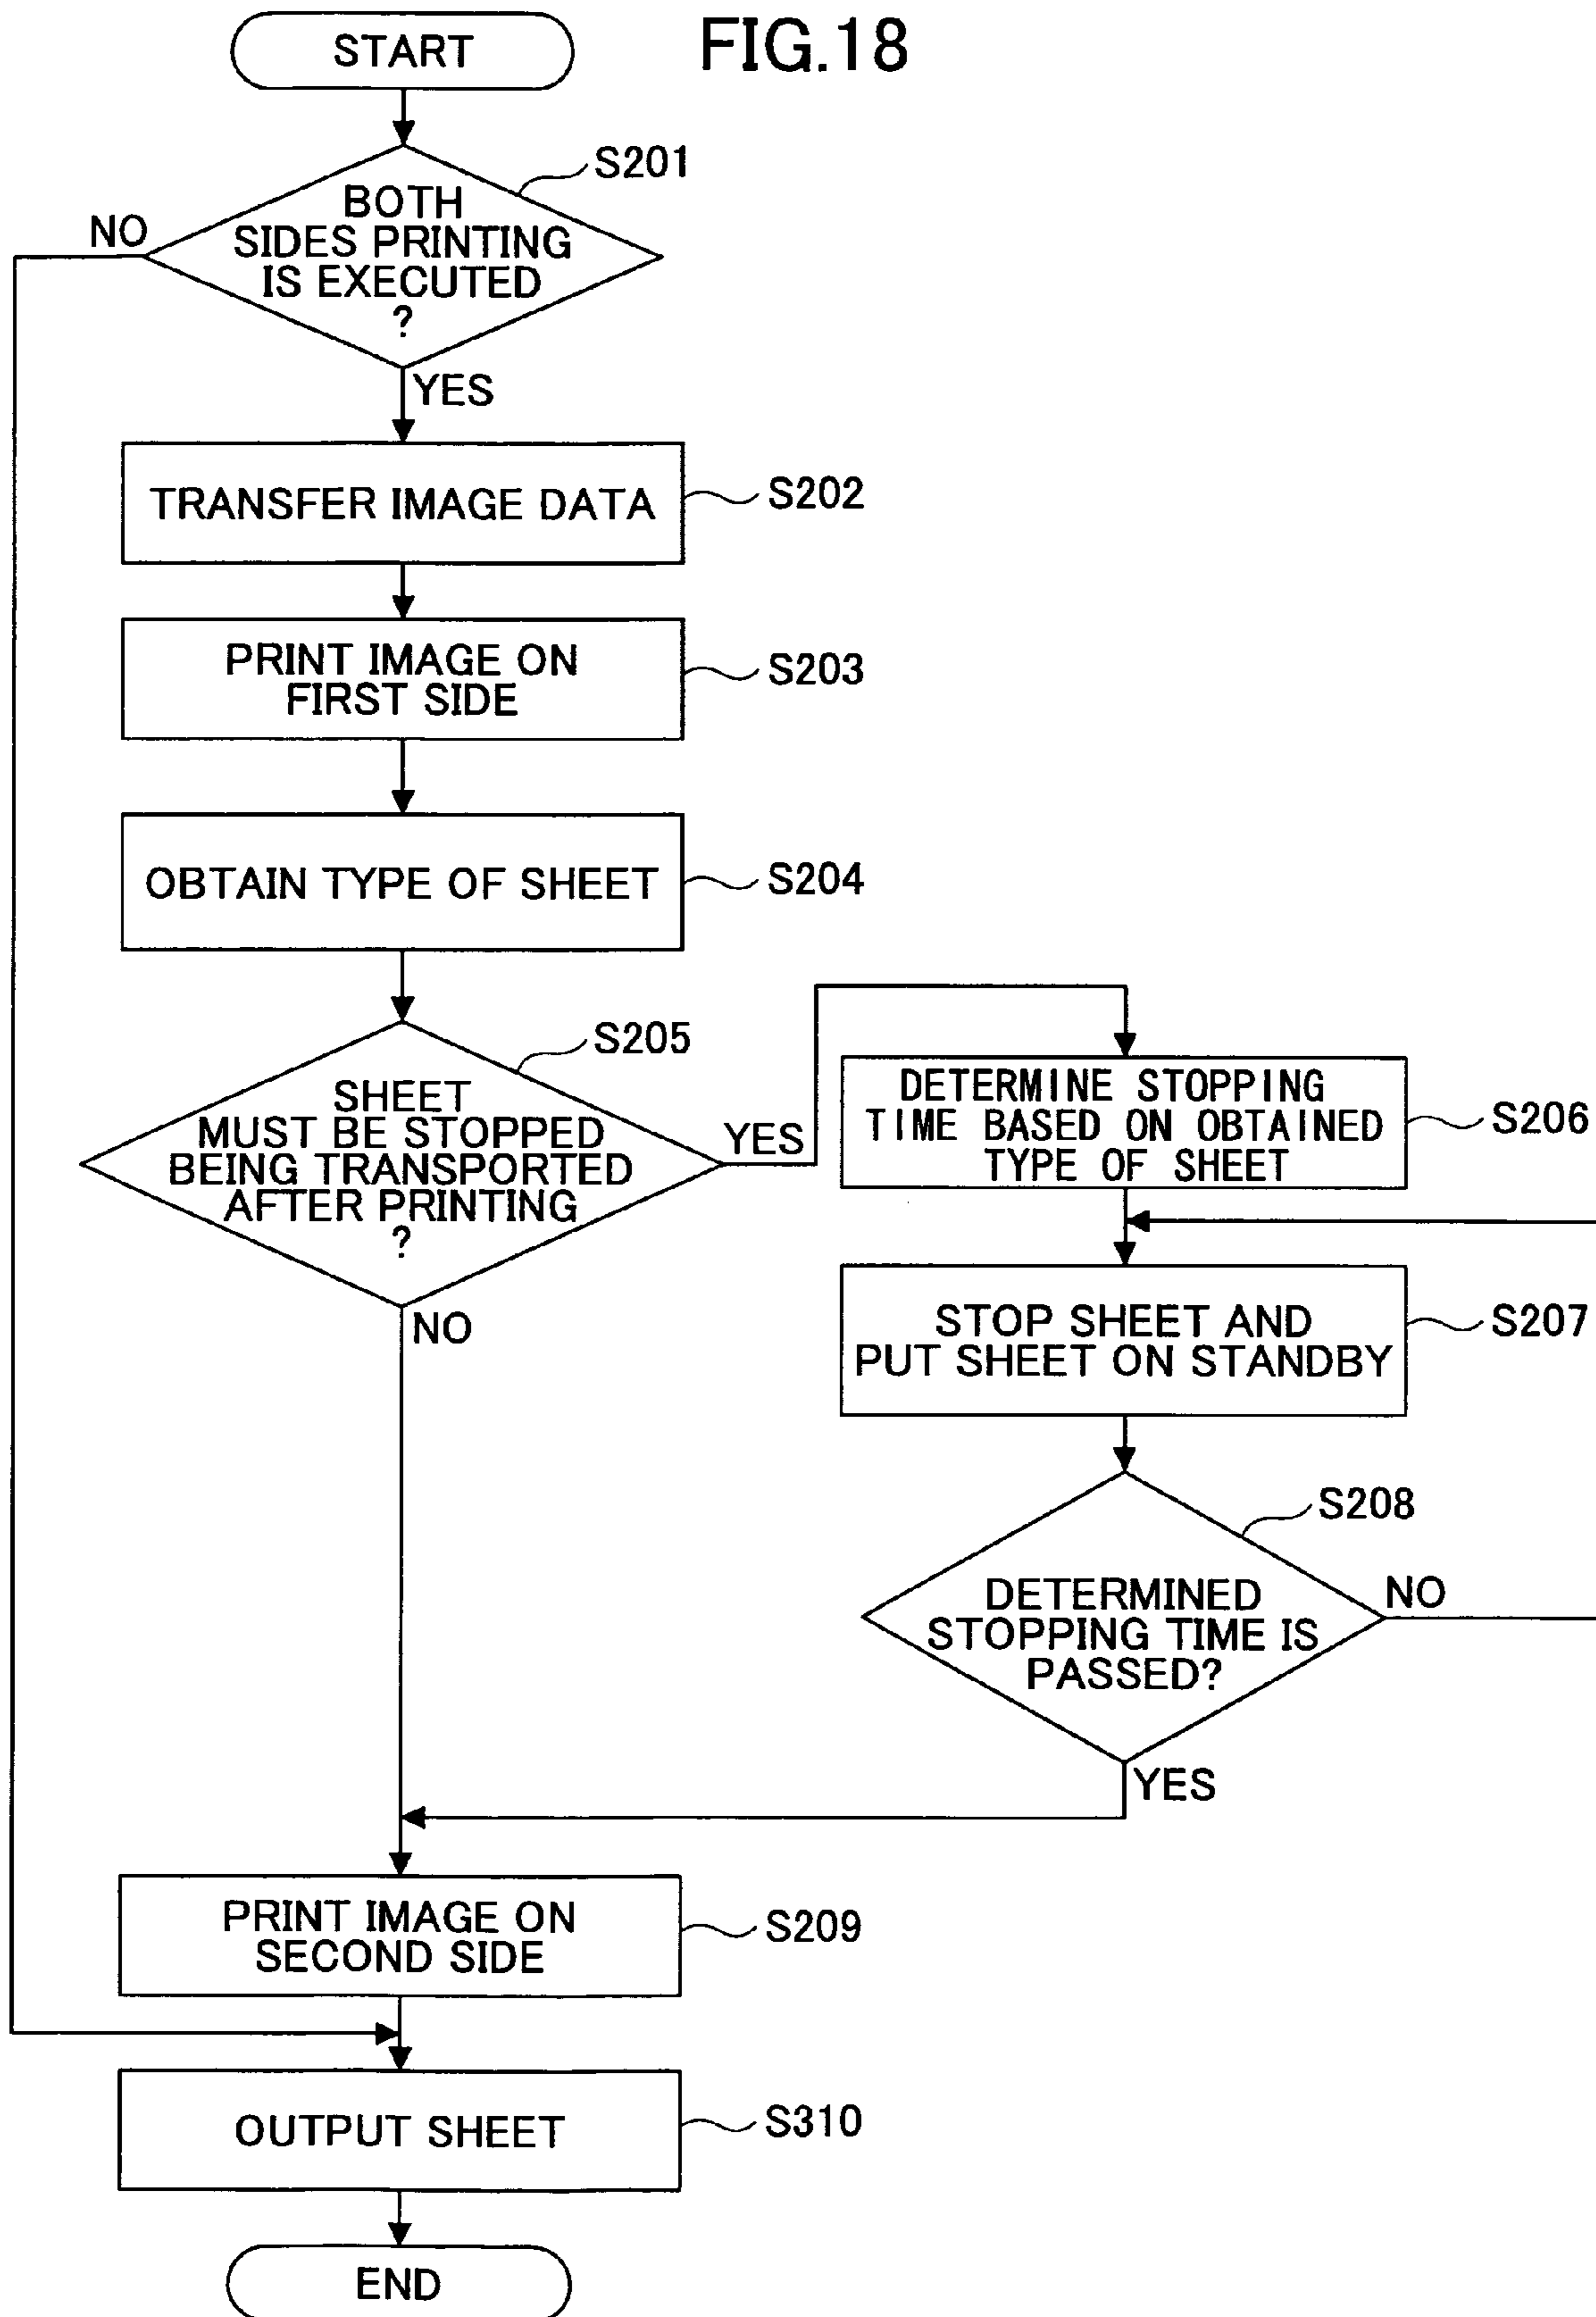 FIG.18
START
S201
BOTH
SIDES PRINTING
IS EXECUTED
?
NO
YES
TRANSFER IMAGE DATA
S202
PRINT IMAGE ON
FIRST SIDE
S203
OBTAIN TYPE OF SHEET
S204
S205
SHEET
MUST BE STOPPED
BEING TRANSPORTED
AFTER PRINTING
?
YES
NO
DETERMINE STOPPING
TIME BASED ON OBTAINED
TYPE OF SHEET
S206
STOP SHEET AND
PUT SHEET ON STANDBY
S207
S208
DETERMINED
STOPPING TIME IS
PASSED?
NO
YES
PRINT IMAGE ON
SECOND SIDE
S209
OUTPUT SHEET
S310
END